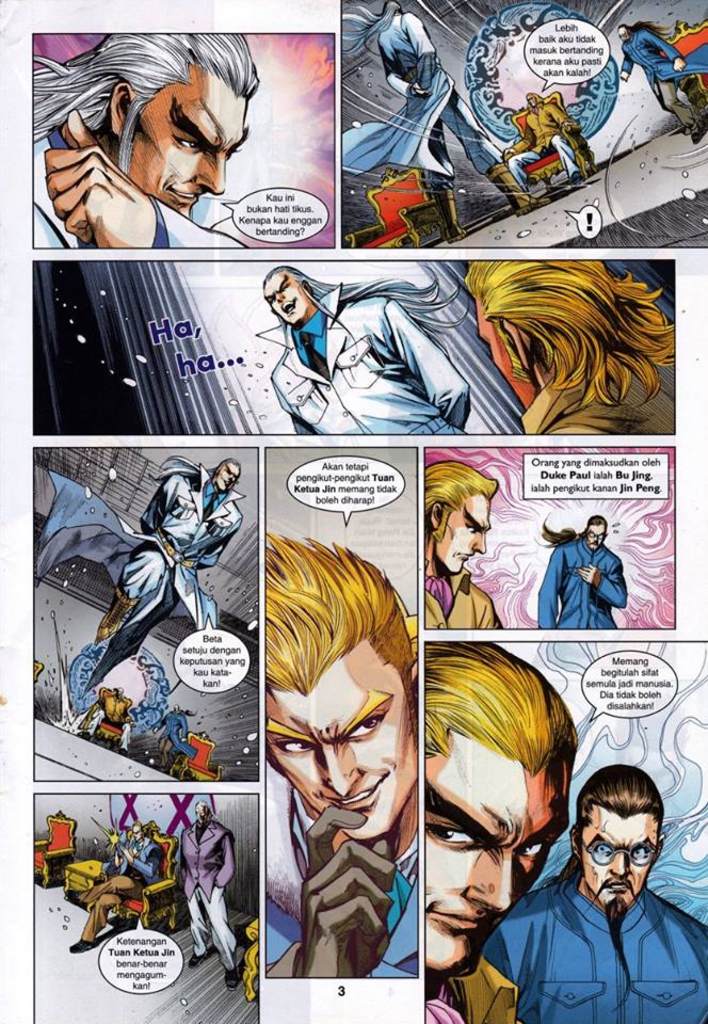 Kau ini
bukan hati tikus.
Kenapa kau enggan
bertanding?
Lebih
baik aku tidak
masuk bertanding
kerana aku pasti
akan kalah!
!
Ha,
ha...
Beta
setuju dengan
keputusan yang
kau kata-
kan!
Akan tetapi
pengikut-pengikut Tuan
Ketua Jin memang tidak
boleh diharap!
Orang yang dimaksudkan oleh
Duke Paul ialah Bu Jing.
ialah pengikut kanan Jin Peng.
Memang
begitulah sifat
semula jadi manusia.
Dia tidak boleh
disalahkan!
Ketenangan
Tuan Ketua Jin
benar-benar
mengagum-
kan!
3